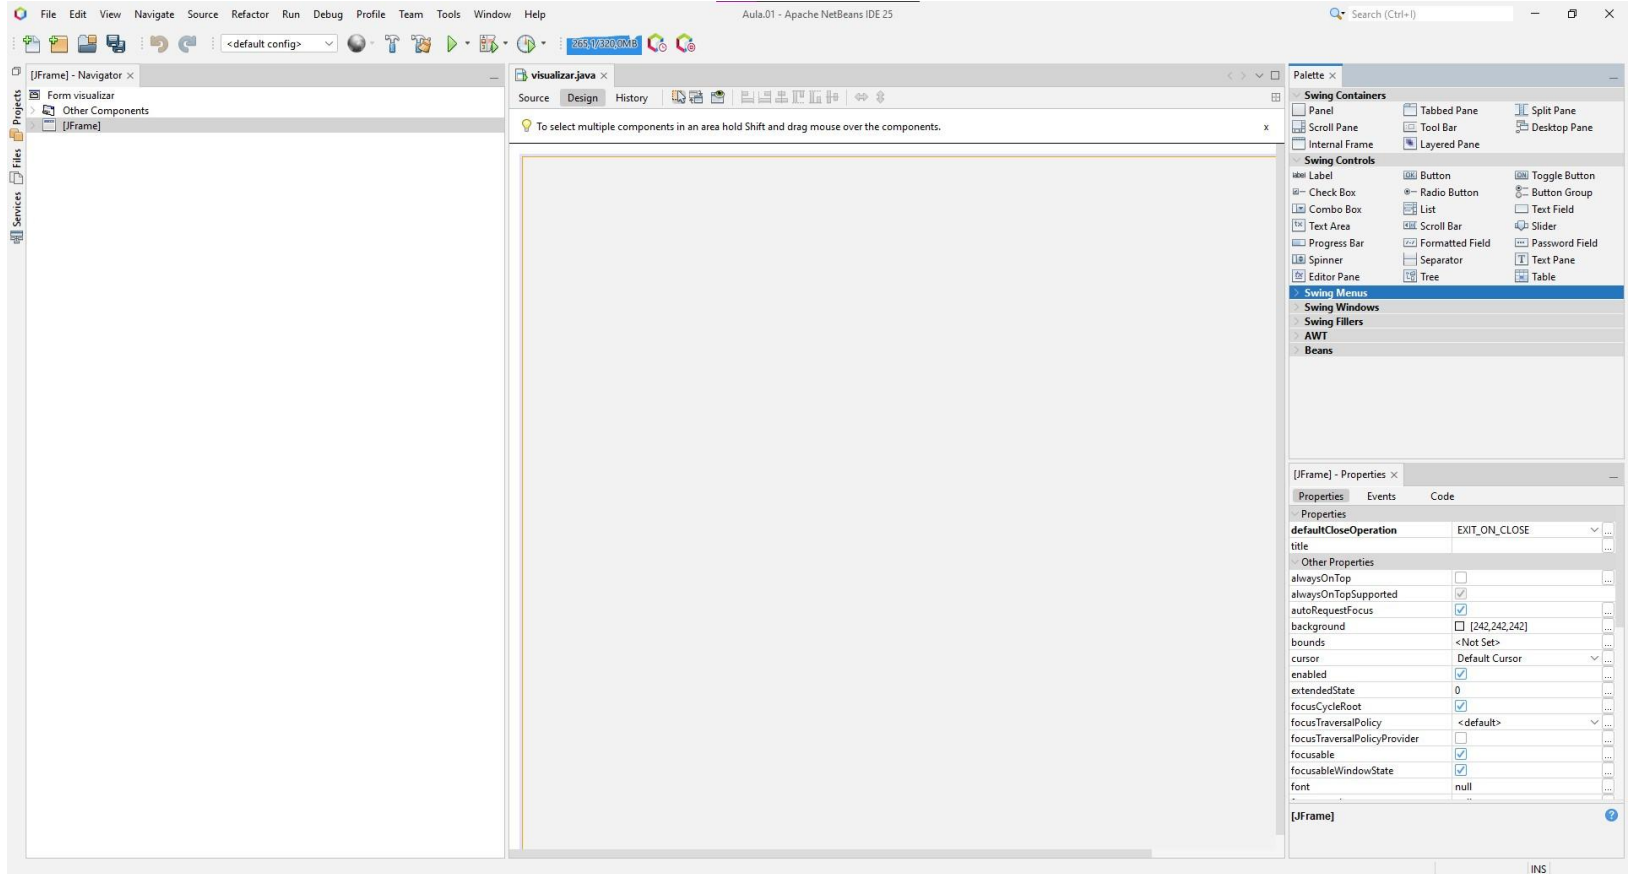 File Edit View Navigate Source Refactor Run Debug Profile Team Tools Window Help
Aula.01 - Apache NetBeans IDE 25
Search (Ctrl+I)
<default config>
265,1/320,0MB
Projects
Files
Services
[JFrame] - Navigator
Form visualizar
Other Components
[JFrame]
visualizar.java
Source Design History
To select multiple components in an area hold Shift and drag mouse over the components.
x
Palette
Swing Containers
Panel Tabbed Pane Split Pane
Scroll Pane Tool Bar Desktop Pane
Internal Frame Layered Pane
Swing Controls
label Label OK Button ON Toggle Button
Check Box Radio Button Button Group
Combo Box List Text Field
Text Area Scroll Bar Slider
Progress Bar Formatted Field Password Field
Spinner Separator T Text Pane
Editor Pane Tree Table
Swing Menus
Swing Windows
Swing Fillers
AWT
Beans
[JFrame] - Properties
Properties Events Code
Properties
defaultCloseOperation EXIT_ON_CLOSE ...
title ...
Other Properties
alwaysOnTop ...
alwaysOnTopSupported
autoRequestFocus ...
background [242,242,242] ...
bounds <Not Set> ...
cursor Default Cursor ...
enabled ...
extendedState 0 ...
focusCycleRoot ...
focusTraversalPolicy <default> ...
focusTraversalPolicyProvider ...
focusable ...
focusableWindowState ...
font null ...
[JFrame]
?
INS